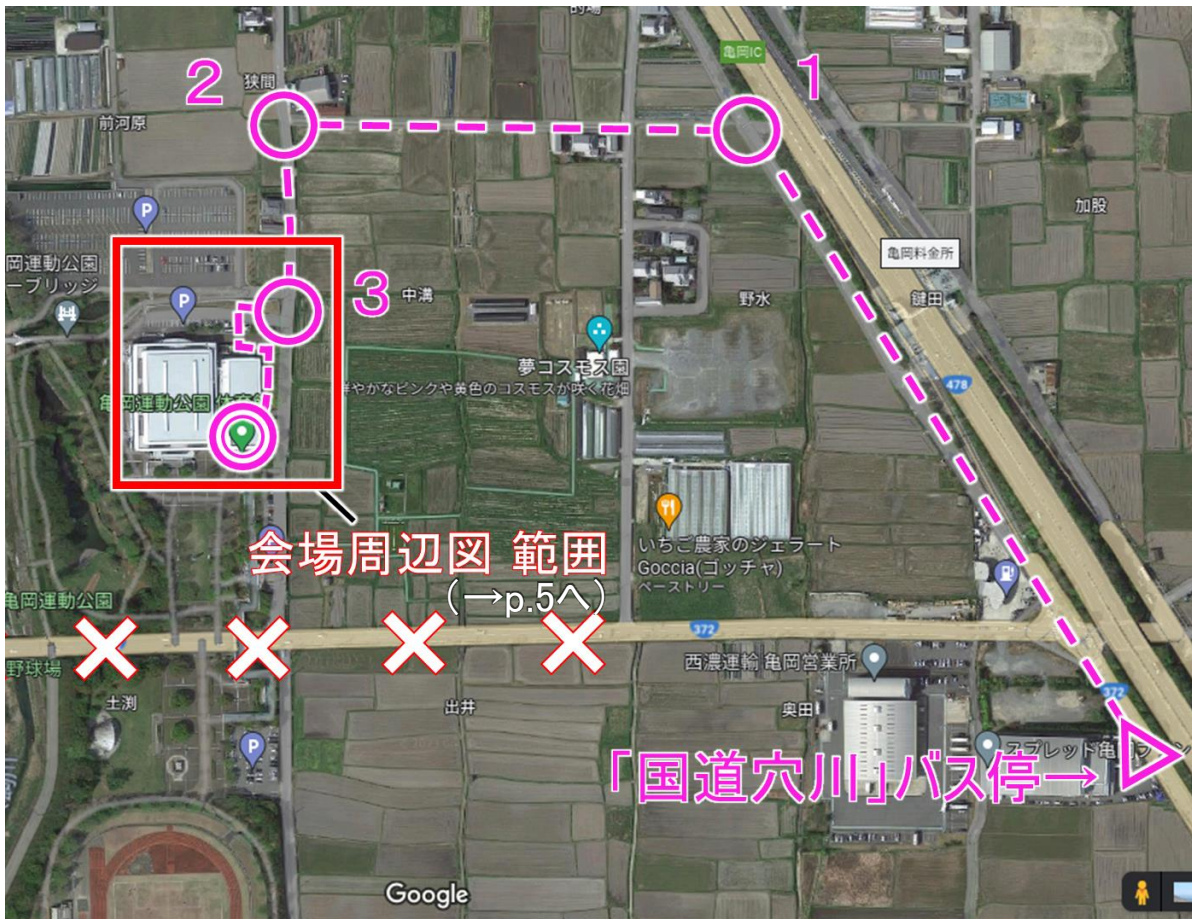 亀岡IC
1
2
狭間
前河原
P
加股
岡運動公園
ーブリッジ
亀岡料金所
P
3
中溝
野水
鍵田
夢コスモス園
鮮やかなピンクや黄色のコスモスが咲く花畑
478
亀岡運動公園 体育館
会場周辺図 範囲
(→p.5へ)
いちご農家のジェラート
Goccia(ゴッチャ)
ペーストリー
亀岡運動公園
372
野球場
西濃運輸 亀岡営業所
372
土渕
出井
奥田
P
「国道穴川」バス停→
Google